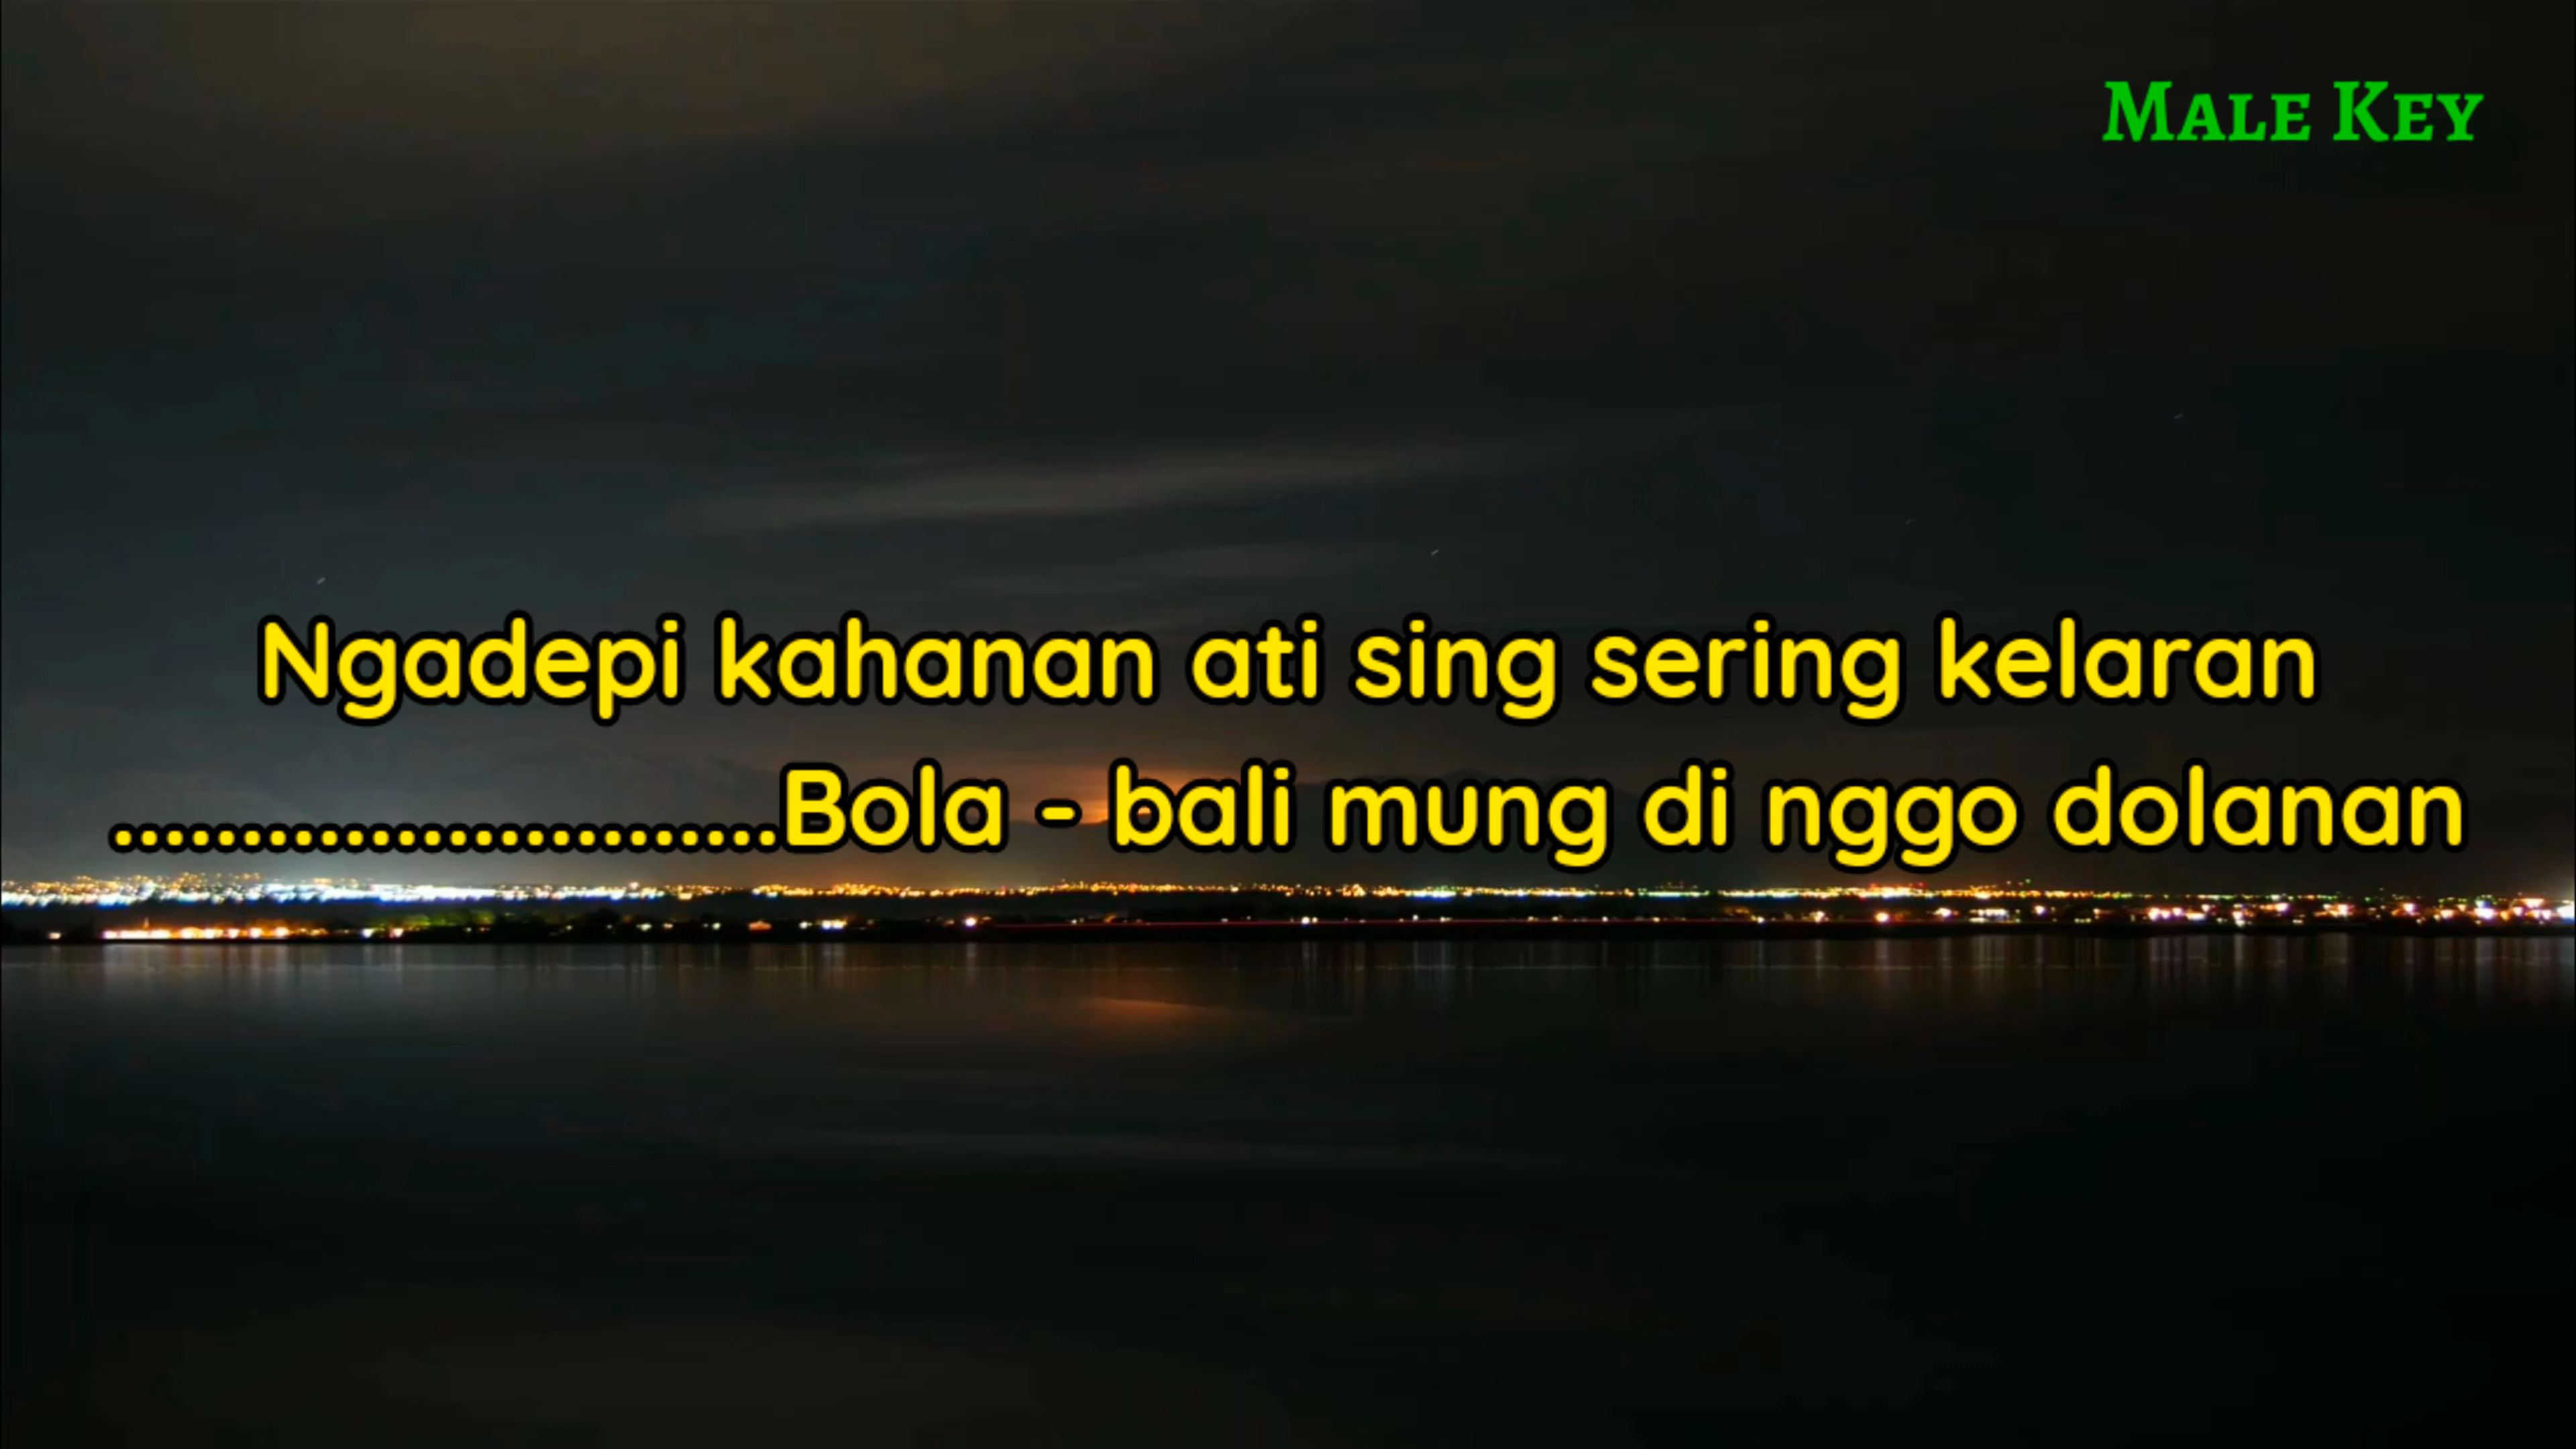 MALE KEY
Ngadepi kahanan ati sing sering kelaran
..........................Bola - bali mung di nggo dolanan